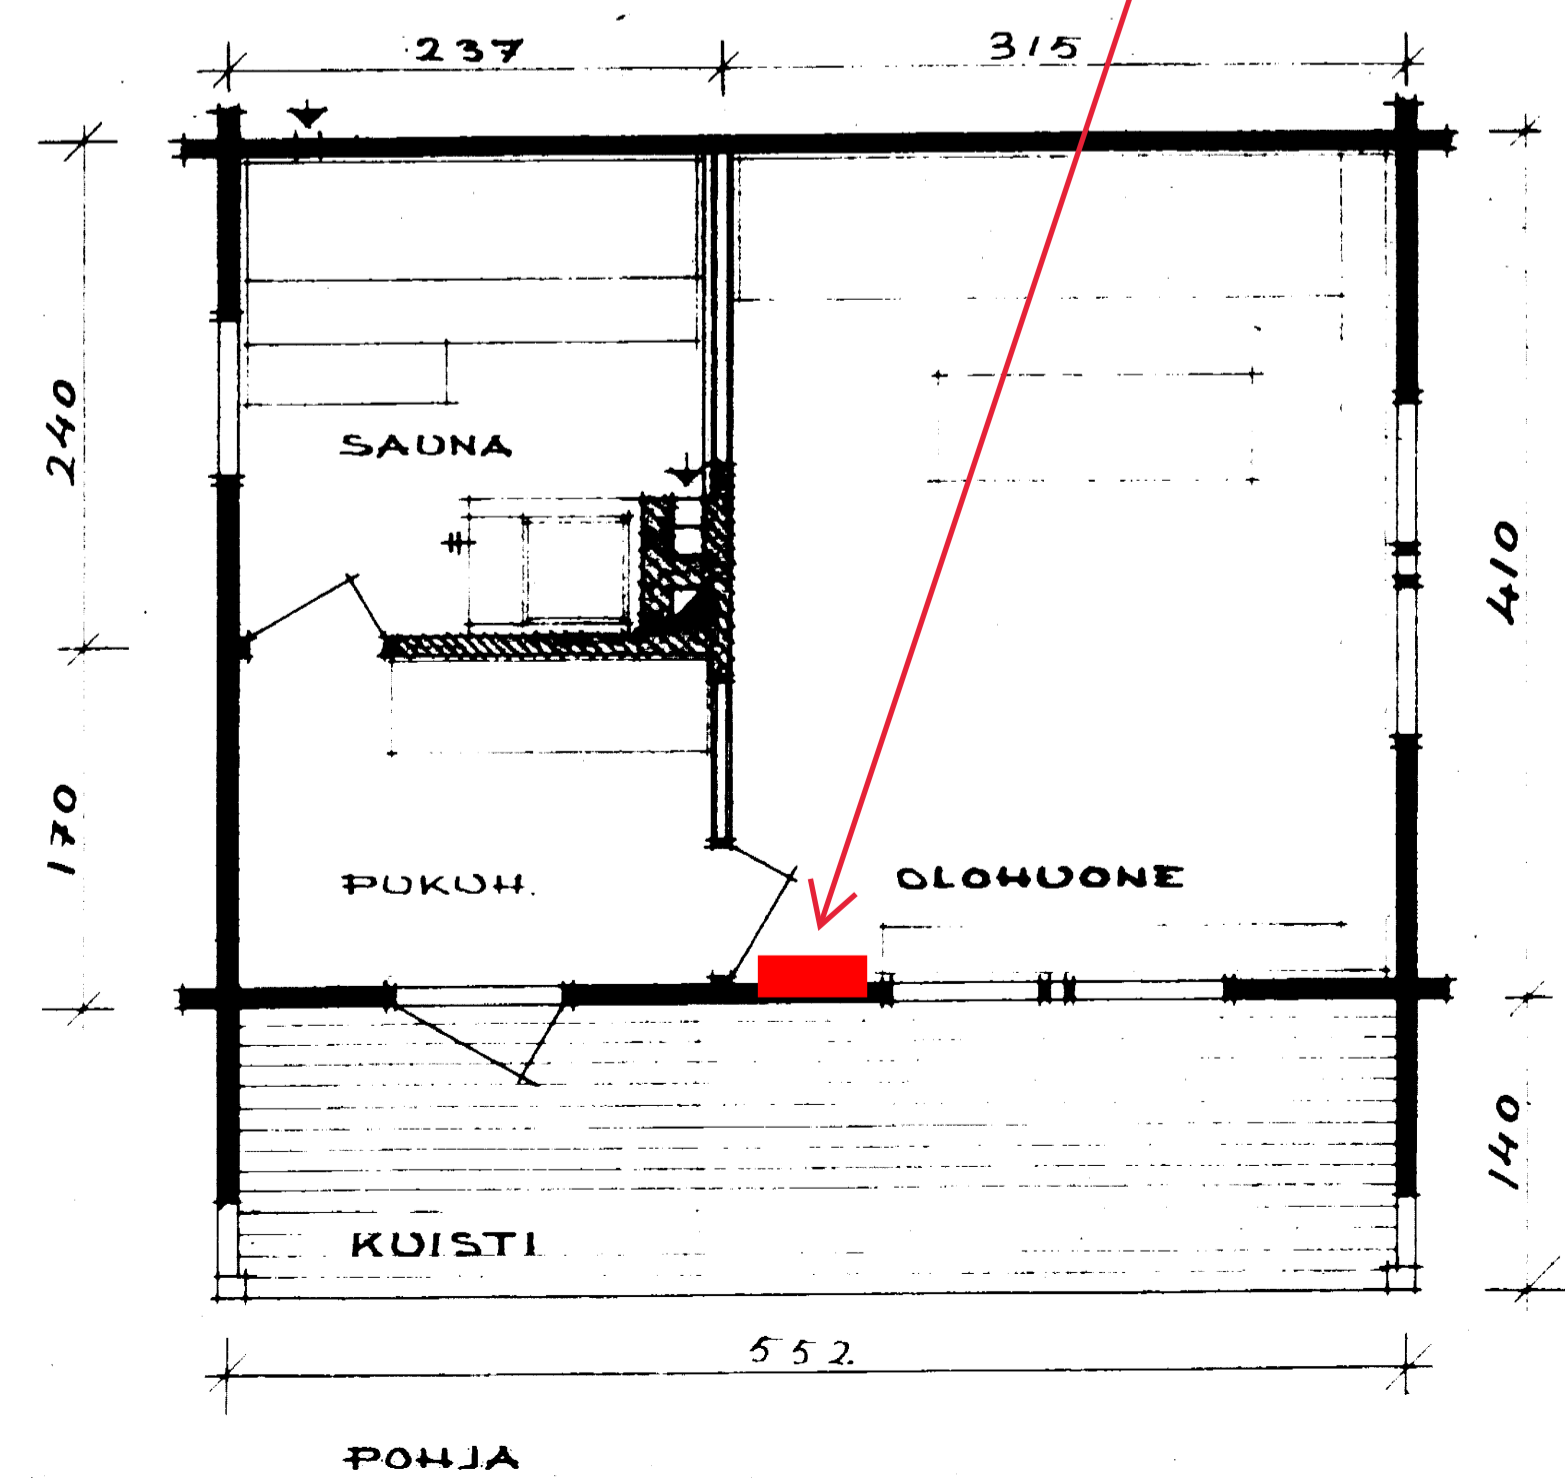 237 315
240
SAUNA
410
170
PUKUH.
OLOHUONE
140
KUISTI
552.
POHJA